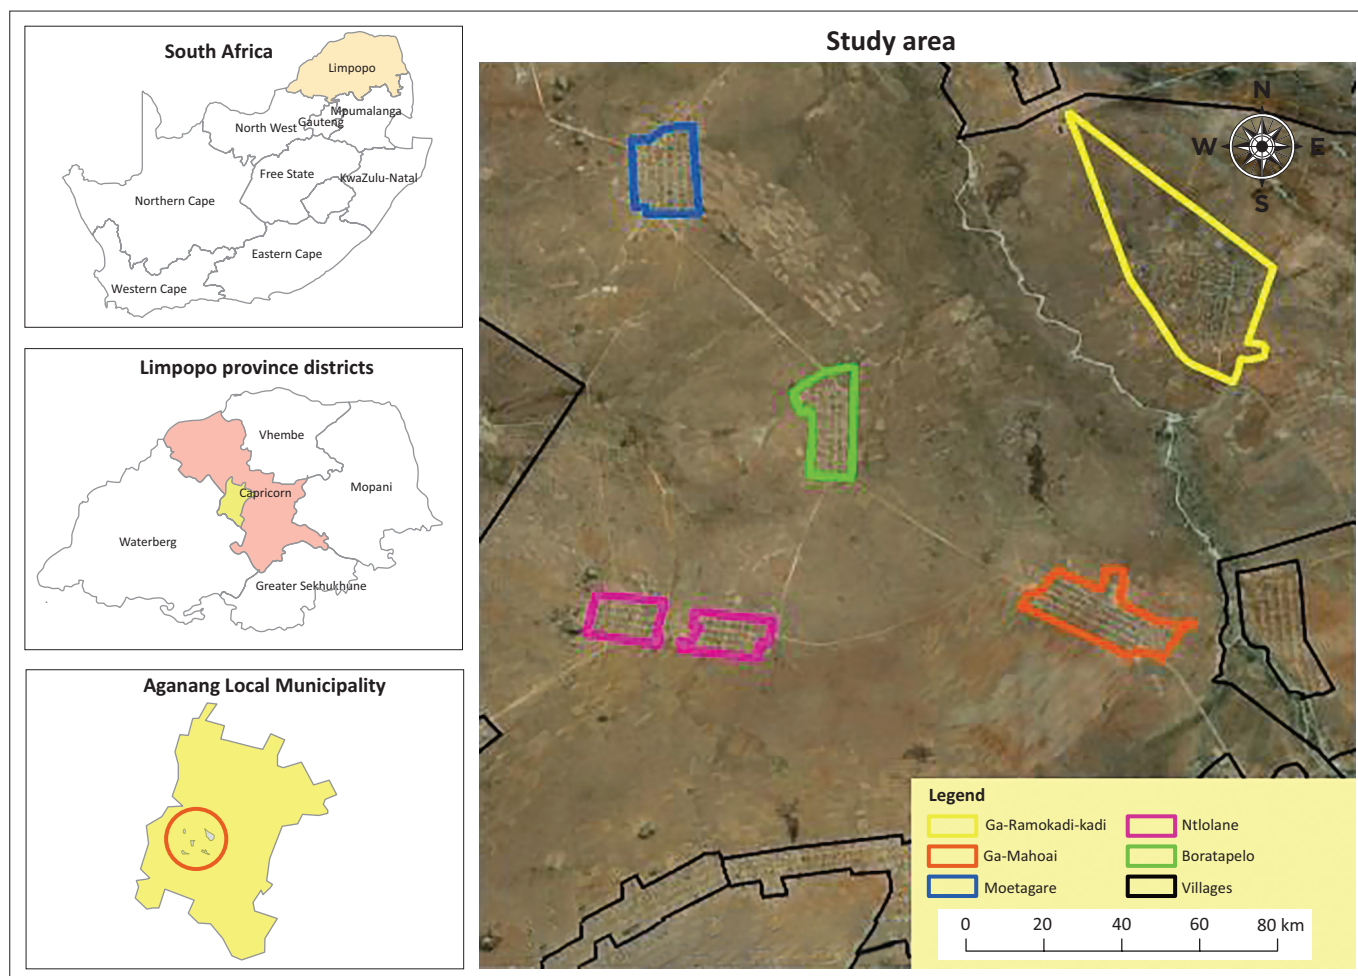 South Africa
Limpopo
Mpumalanga
Gauteng
North West
Free State
KwaZulu-Natal
Northern Cape
Eastern Cape
Western Cape
Limpopo province districts
Vhembe
Capricorn
Mopani
Waterberg
Greater Sekhukhune
Aganang Local Municipality
Study area
N
W E
S
Legend
Ga-Ramokadi-kadi Ntlolane
Ga-Mahoai Boratapelo
Moetagare Villages
0 20 40 60 80 km